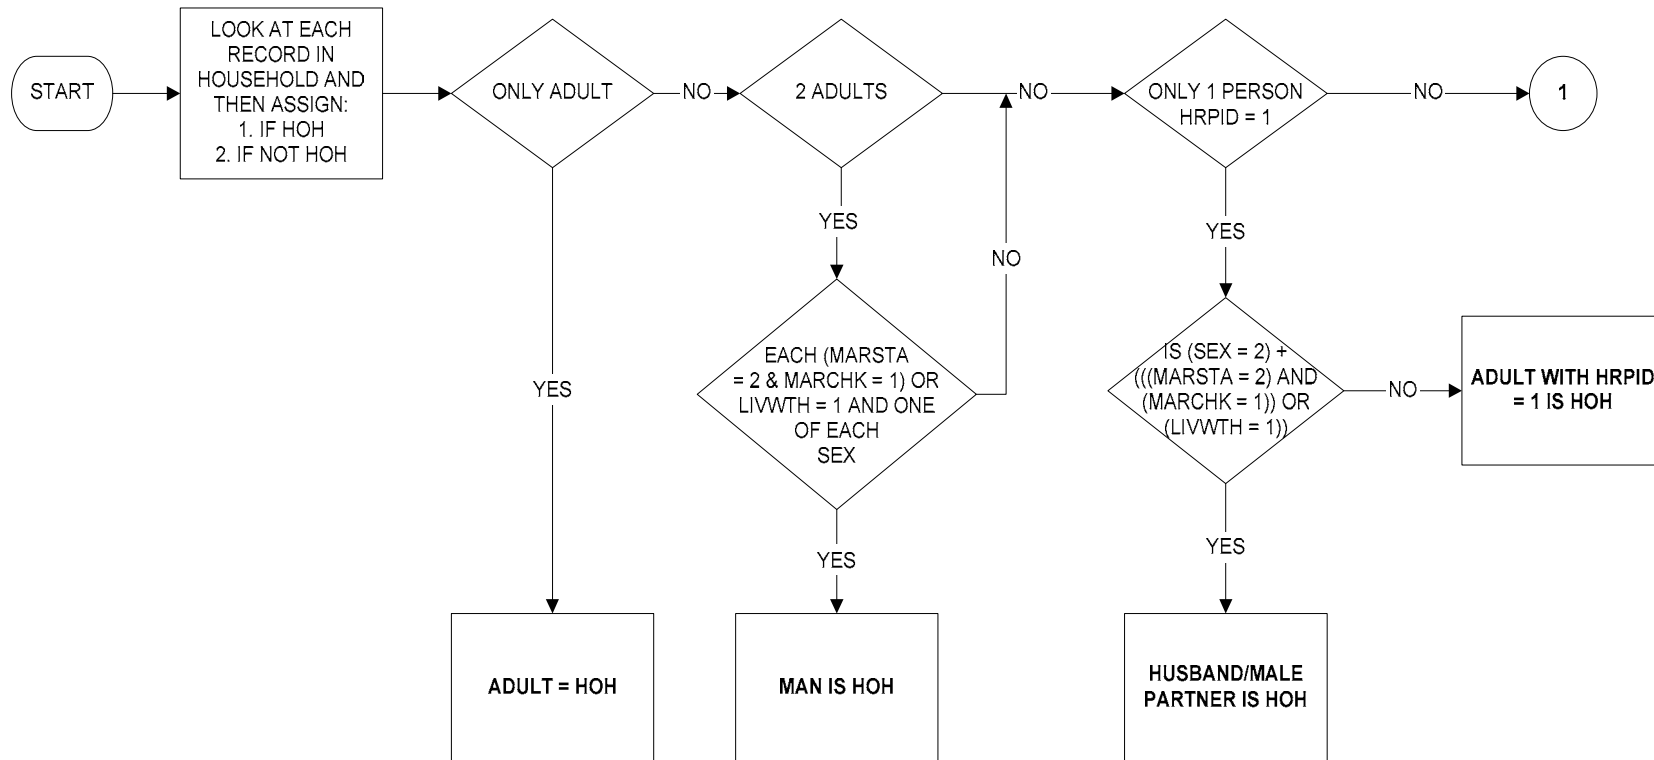 START
LOOK AT EACH
RECORD IN
HOUSEHOLD AND
THEN ASSIGN:
1. IF HOH
2. IF NOT HOH
ONLY ADULT
NO
2 ADULTS
NO
ONLY 1 PERSON
HRPID = 1
NO
1
YES
YES
YES
NO
EACH (MARSTA
= 2 & MARCHK = 1) OR
LIVWTH = 1 AND ONE
OF EACH
SEX
IS (SEX = 2) +
(((MARSTA = 2) AND
(MARCHK = 1)) OR
(LIVWTH = 1))
NO
ADULT WITH HRPID
= 1 IS HOH
YES
YES
ADULT = HOH
MAN IS HOH
HUSBAND/MALE
PARTNER IS HOH